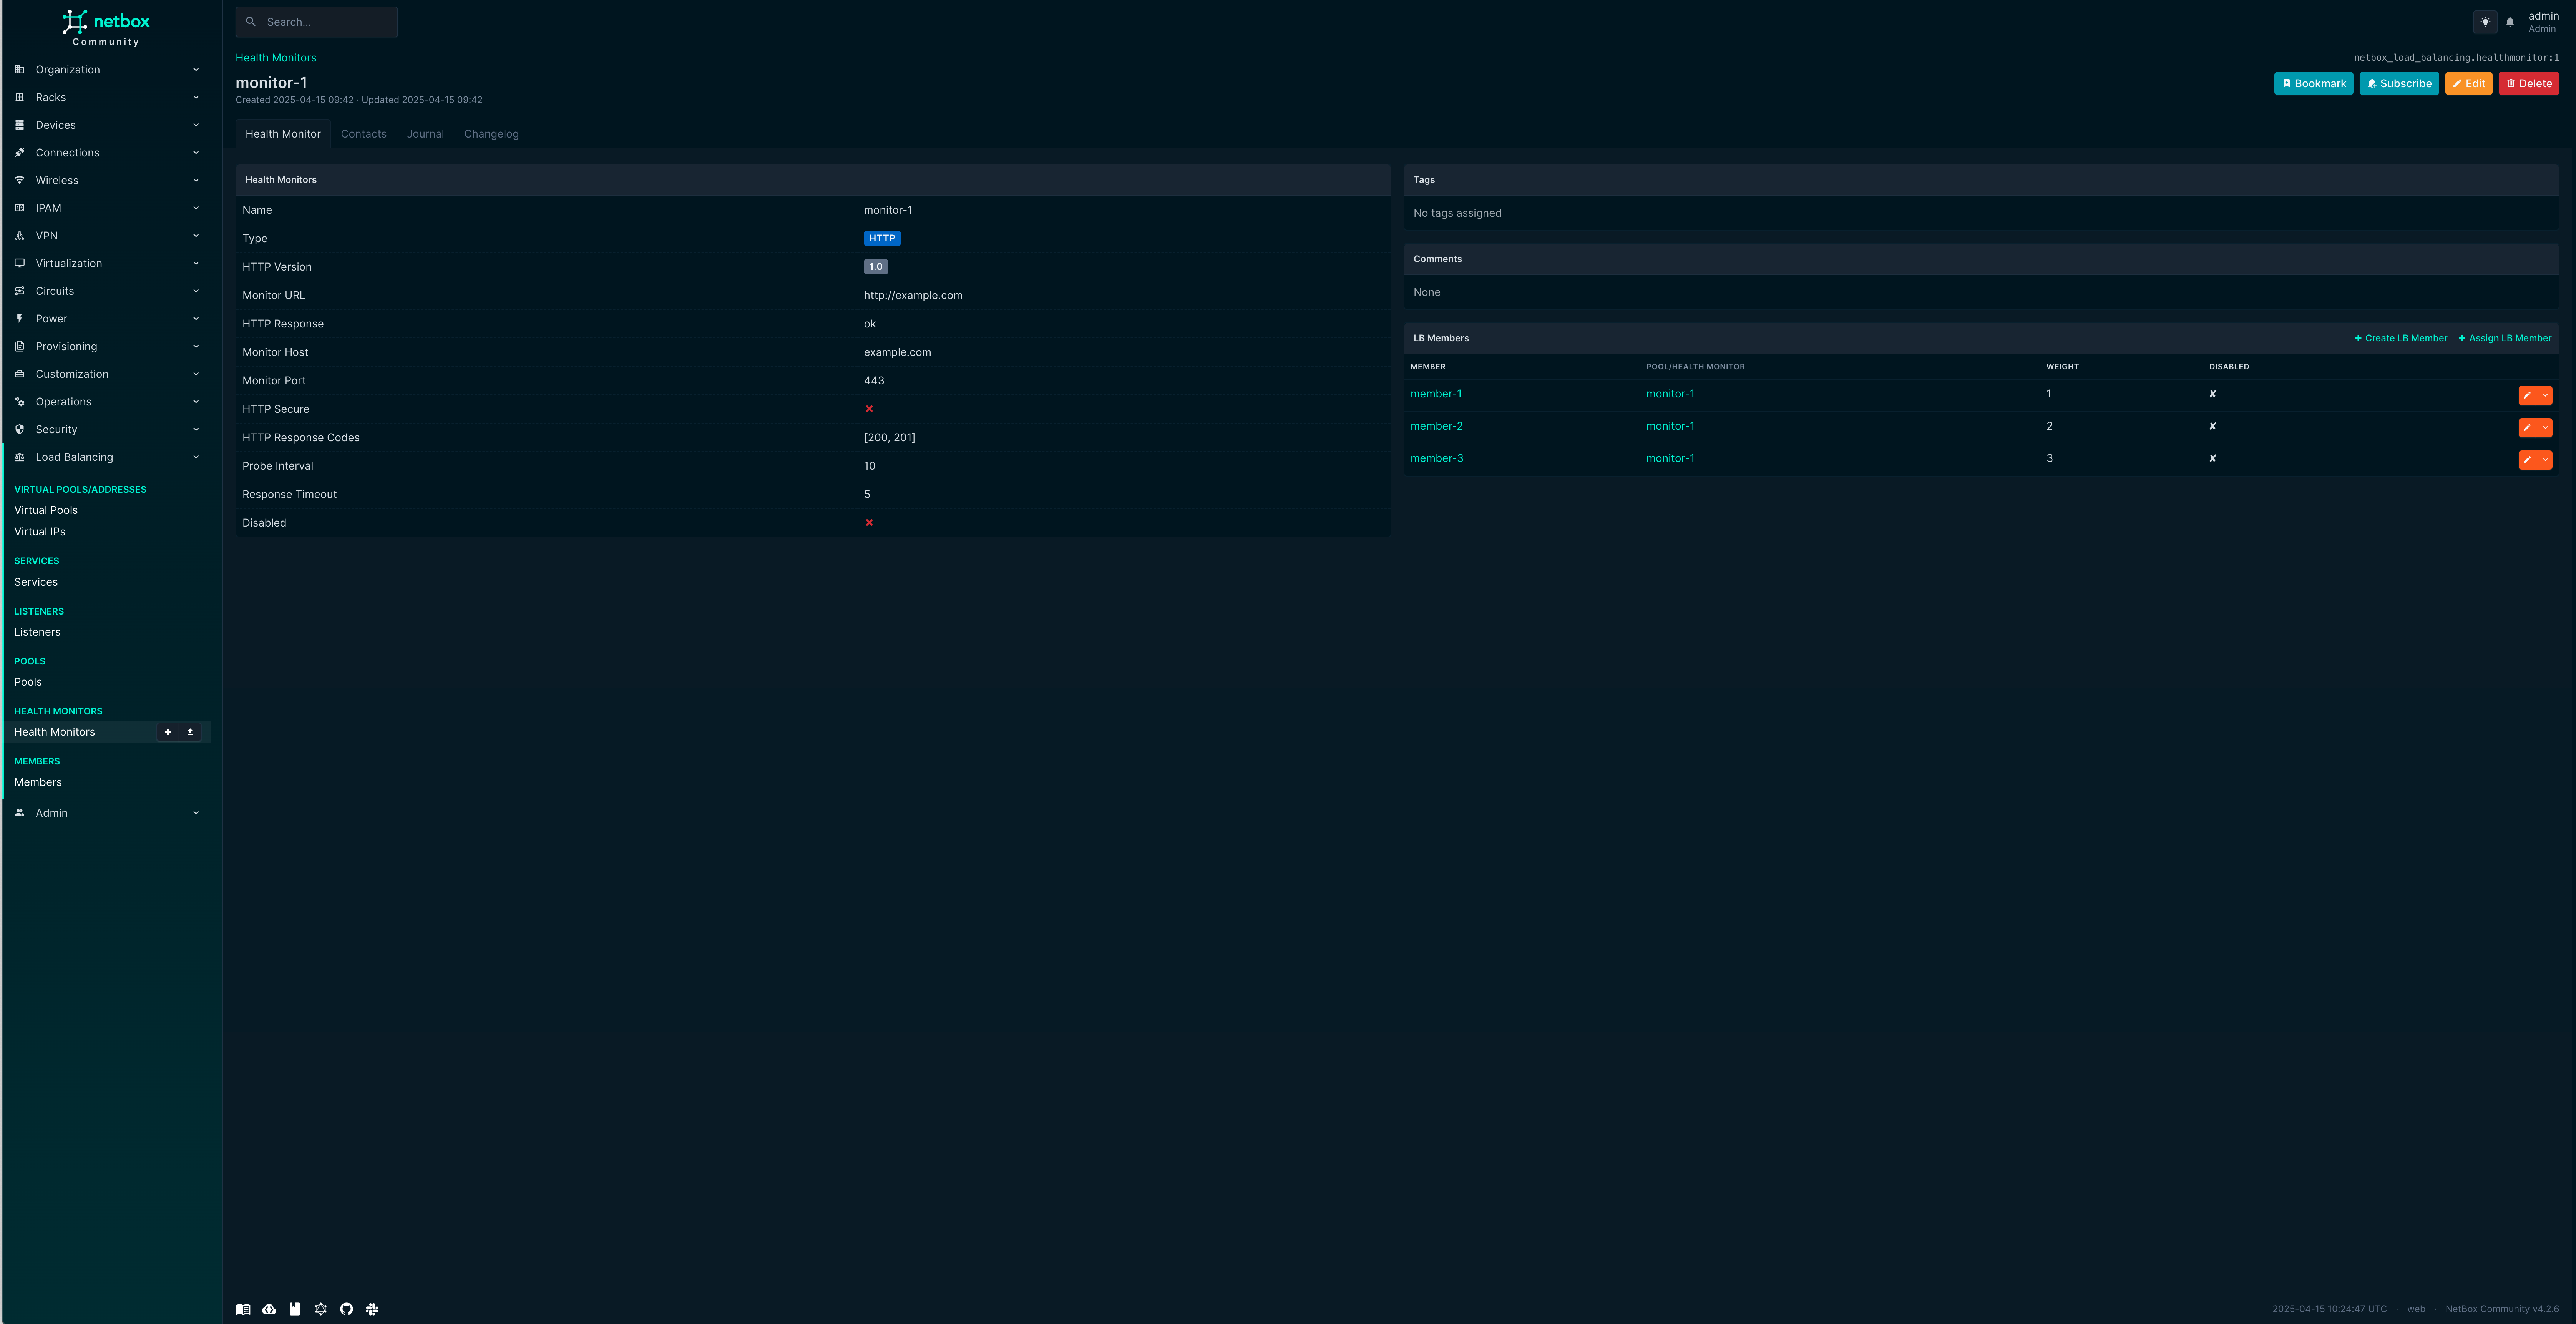 netbox
Community
Search...
admin
Admin
Organization
Racks
Devices
Connections
Wireless
IPAM
VPN
Virtualization
Circuits
Power
Provisioning
Customization
Operations
Security
Load Balancing
VIRTUAL POOLS/ADDRESSES
Virtual Pools
Virtual IPs
SERVICES
Services
LISTENERS
Listeners
POOLS
Pools
HEALTH MONITORS
Health Monitors
MEMBERS
Members
Admin
Health Monitors
netbox_load_balancing.healthmonitor:1
monitor-1
Created 2025-04-15 09:42 · Updated 2025-04-15 09:42
Bookmark Subscribe Edit Delete
Health Monitor Contacts Journal Changelog
Health Monitors
Name monitor-1
Type HTTP
HTTP Version 1.0
Monitor URL http://example.com
HTTP Response ok
Monitor Host example.com
Monitor Port 443
HTTP Secure ✘
HTTP Response Codes [200, 201]
Probe Interval 10
Response Timeout 5
Disabled ✘
Tags
No tags assigned
Comments
None
LB Members + Create LB Member + Assign LB Member
MEMBER POOL/HEALTH MONITOR WEIGHT DISABLED
member-1 monitor-1 1 ✘
member-2 monitor-1 2 ✘
member-3 monitor-1 3 ✘
2025-04-15 10:24:47 UTC · web · NetBox Community v4.2.6